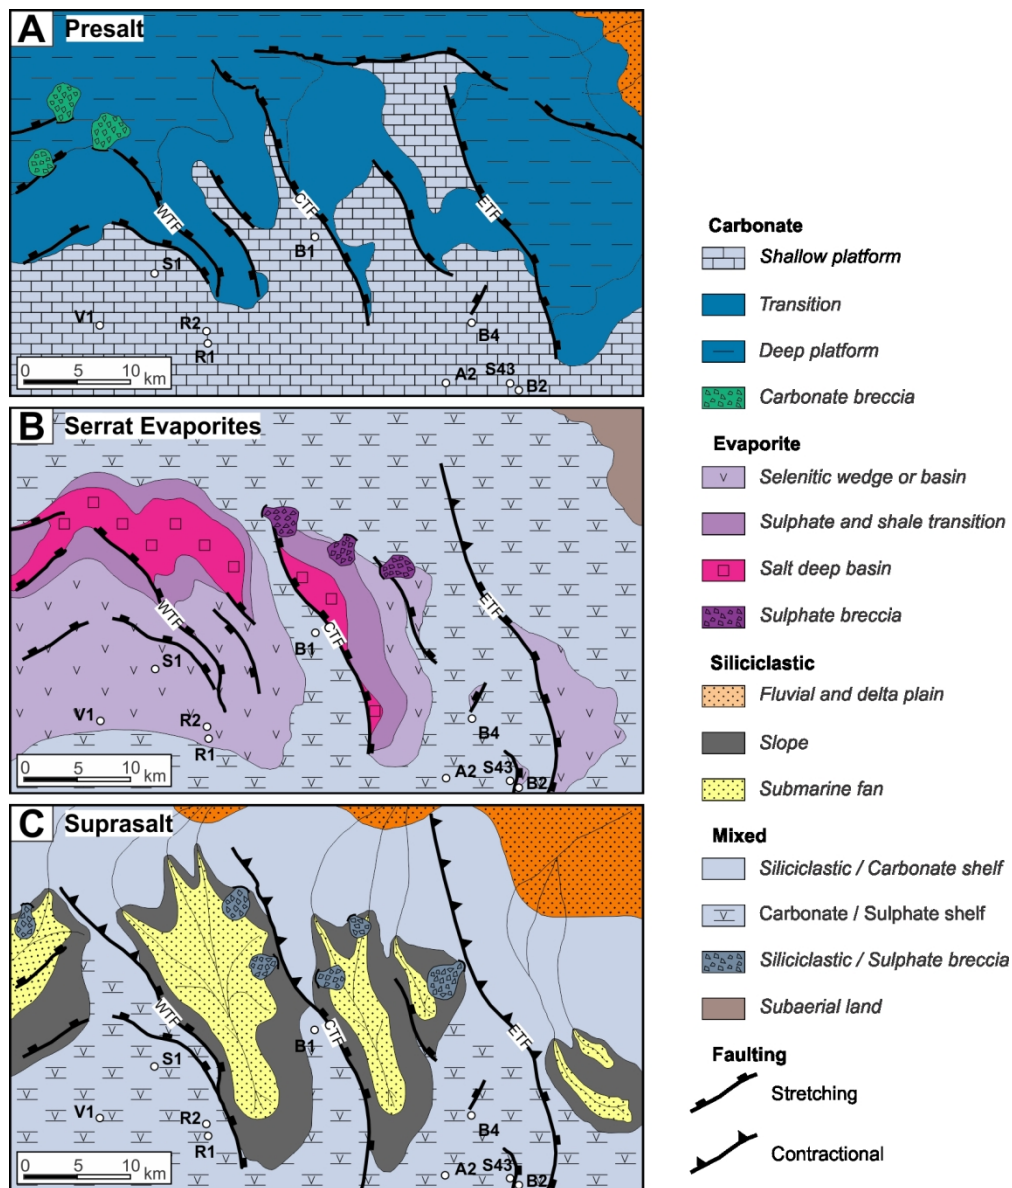 A Presalt
WTF
CTF
ETF
S1
B1
V1
R2
R1
B4
A2
S43
B2
0 5 10 km
B Serrat Evaporites
WTF
CTF
ETF
S1
B1
V1
R2
R1
B4
A2
S43
B2
0 5 10 km
C Suprasalt
WTF
CTF
ETF
S1
B1
V1
R2
R1
B4
A2
S43
B2
0 5 10 km
Carbonate
Shallow platform
Transition
Deep platform
Carbonate breccia
Evaporite
Selenitic wedge or basin
Sulphate and shale transition
Salt deep basin
Sulphate breccia
Siliciclastic
Fluvial and delta plain
Slope
Submarine fan
Mixed
Siliciclastic / Carbonate shelf
Carbonate / Sulphate shelf
Siliciclastic / Sulphate breccia
Subaerial land
Faulting
Stretching
Contractional